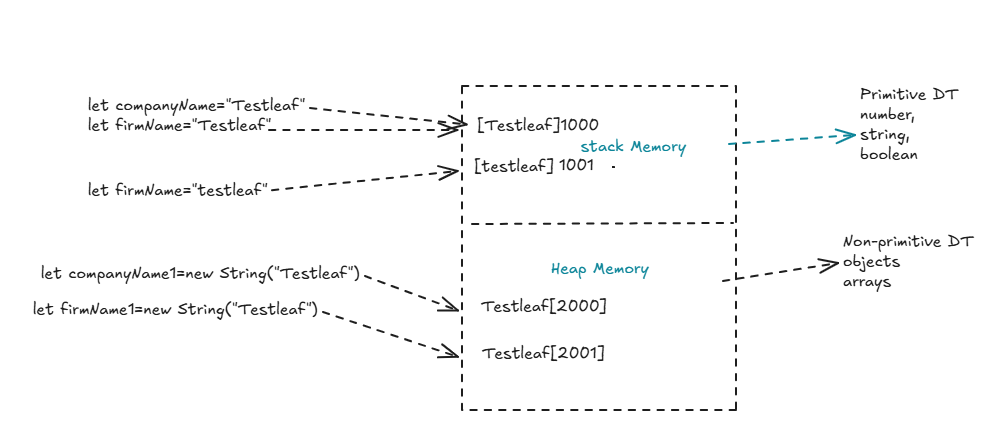 let companyName="Testleaf"
let firmName="Testleaf"
let firmName="testleaf"
let companyName1=new String("Testleaf")
let firmName1=new String("Testleaf")
[Testleaf]1000
stack Memory
[testleaf] 1001
Heap Memory
Testleaf[2000]
Testleaf[2001]
Primitive DT
number,
string,
boolean
Non-primitive DT
objects
arrays